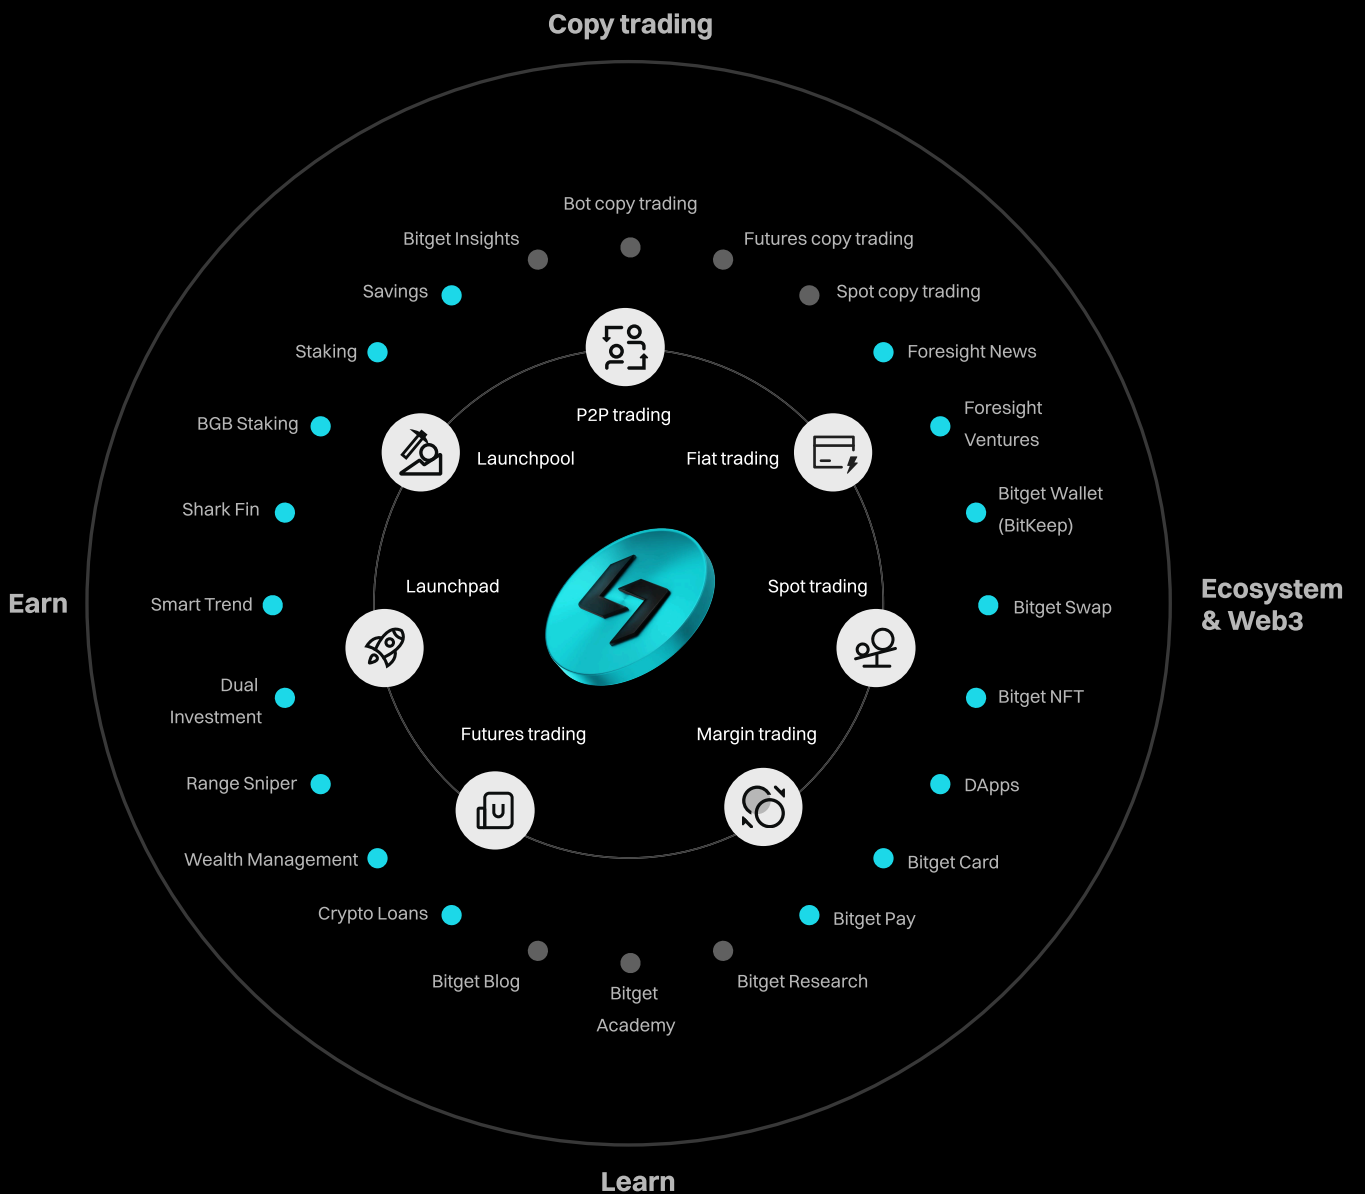 Copy trading
Bot copy trading
Bitget Insights
Futures copy trading
Savings
Spot copy trading
Staking
Foresight News
BGB Staking
P2P trading
Foresight
Ventures
Launchpool
Fiat trading
Shark Fin
Bitget Wallet
(BitKeep)
Launchpad
Spot trading
Earn
Smart Trend
Bitget Swap
Ecosystem
& Web3
Dual
Investment
Bitget NFT
Futures trading
Margin trading
Range Sniper
DApps
U
Wealth Management
Bitget Card
Crypto Loans
Bitget Pay
Bitget Blog
Bitget
Academy
Bitget Research
Learn